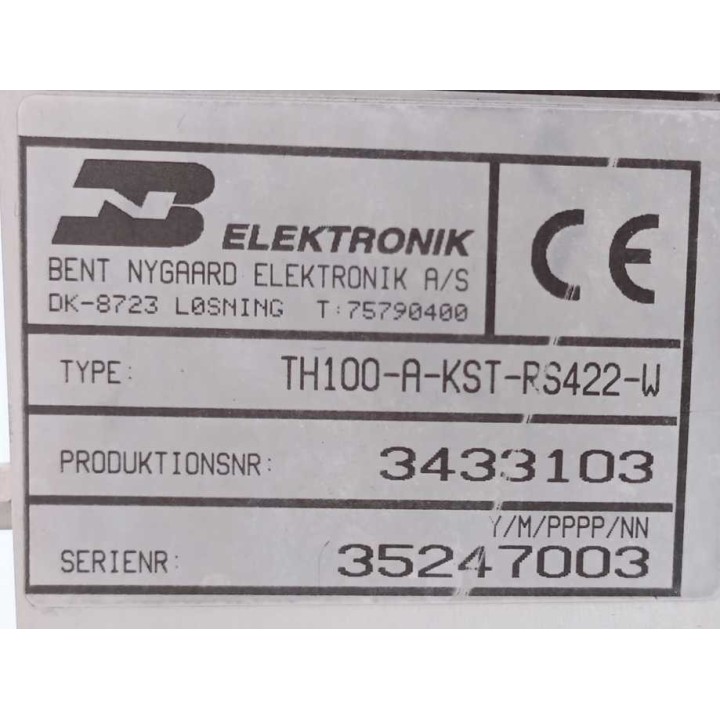 BN ELEKTRONIK
CE
BENT NYGAARD ELEKTRONIK A/S
DK-8723 LØSNING T:75790400
TYPE: TH100-A-KST-RS422-W
PRODUKTIONSNR: 3433103
Y/M/PPPP/NN
SERIENR: 35247003